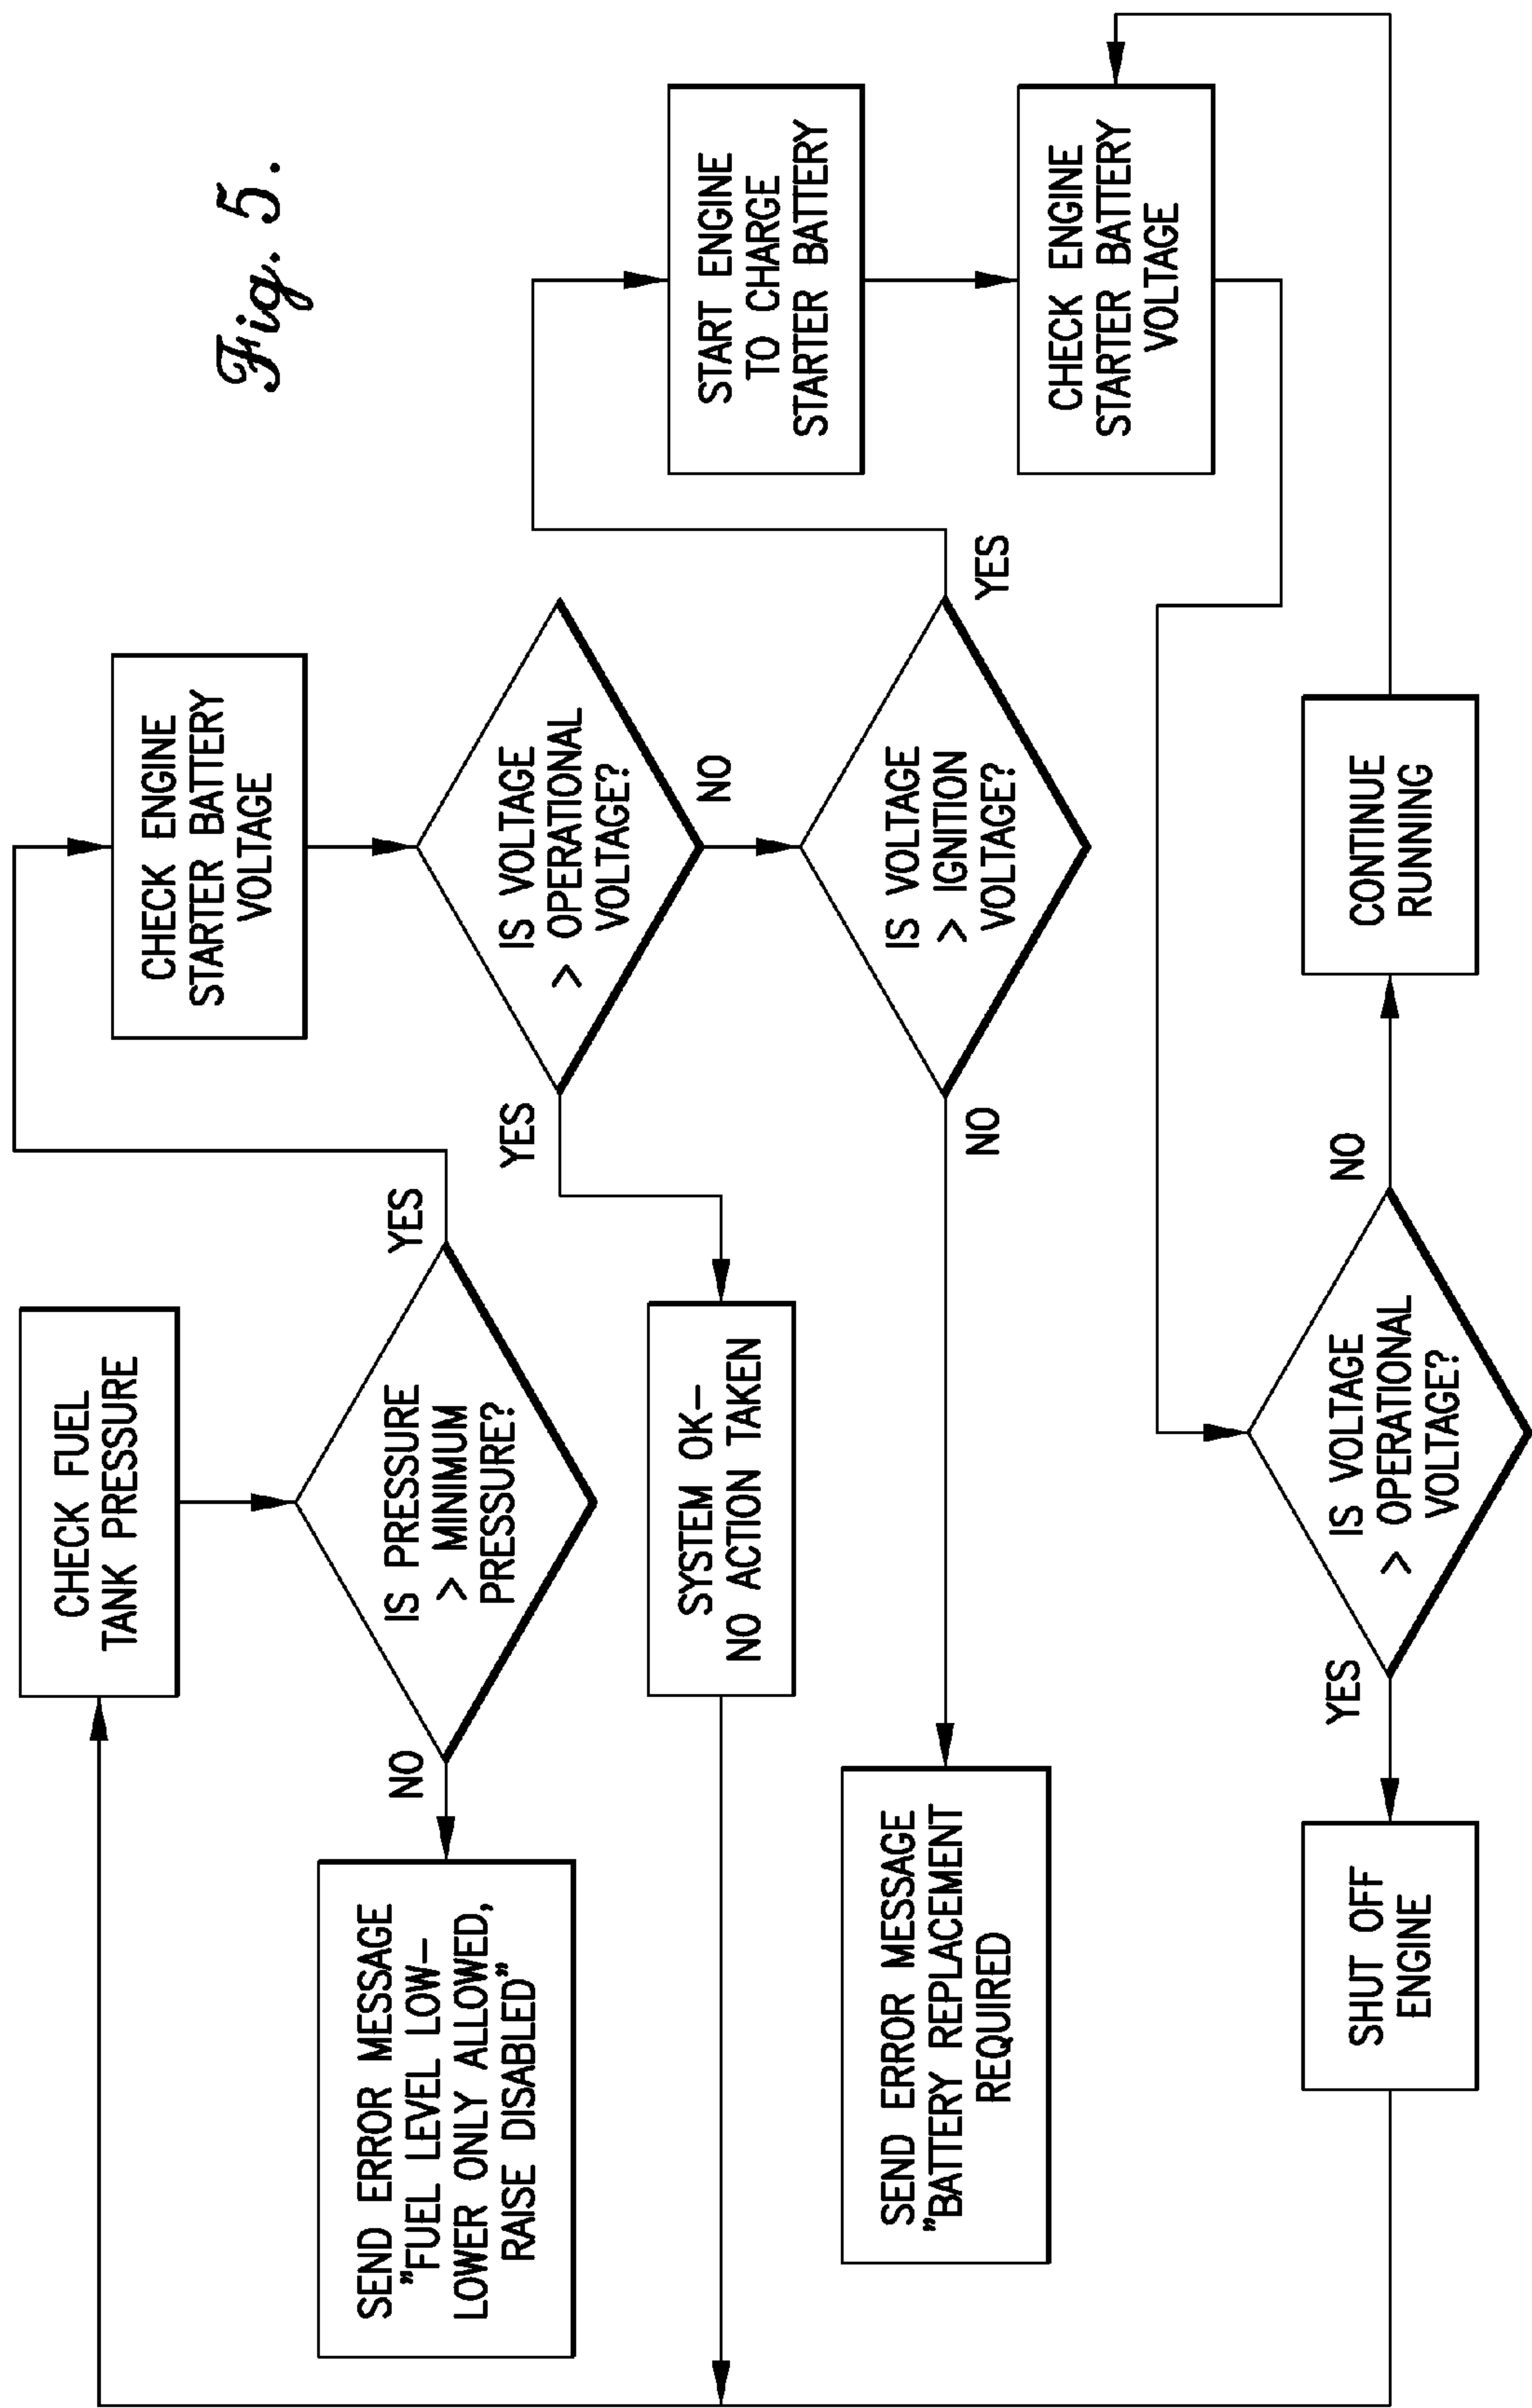 Fig. 5.
CHECK FUEL
TANK PRESSURE
IS PRESSURE
> MINIMUM
PRESSURE?
YES
NO
SEND ERROR MESSAGE
"FUEL LEVEL LOW-
LOWER ONLY ALLOWED,
RAISE DISABLED"
CHECK ENGINE
STARTER BATTERY
VOLTAGE
IS VOLTAGE
> OPERATIONAL
VOLTAGE?
YES
NO
SYSTEM OK-
NO ACTION TAKEN
IS VOLTAGE
> IGNITION
VOLTAGE?
YES
NO
SEND ERROR MESSAGE
"BATTERY REPLACEMENT
REQUIRED
START ENGINE
TO CHARGE
STARTER BATTERY
CHECK ENGINE
STARTER BATTERY
VOLTAGE
IS VOLTAGE
> OPERATIONAL
VOLTAGE?
YES
NO
SHUT OFF
ENGINE
CONTINUE
RUNNING